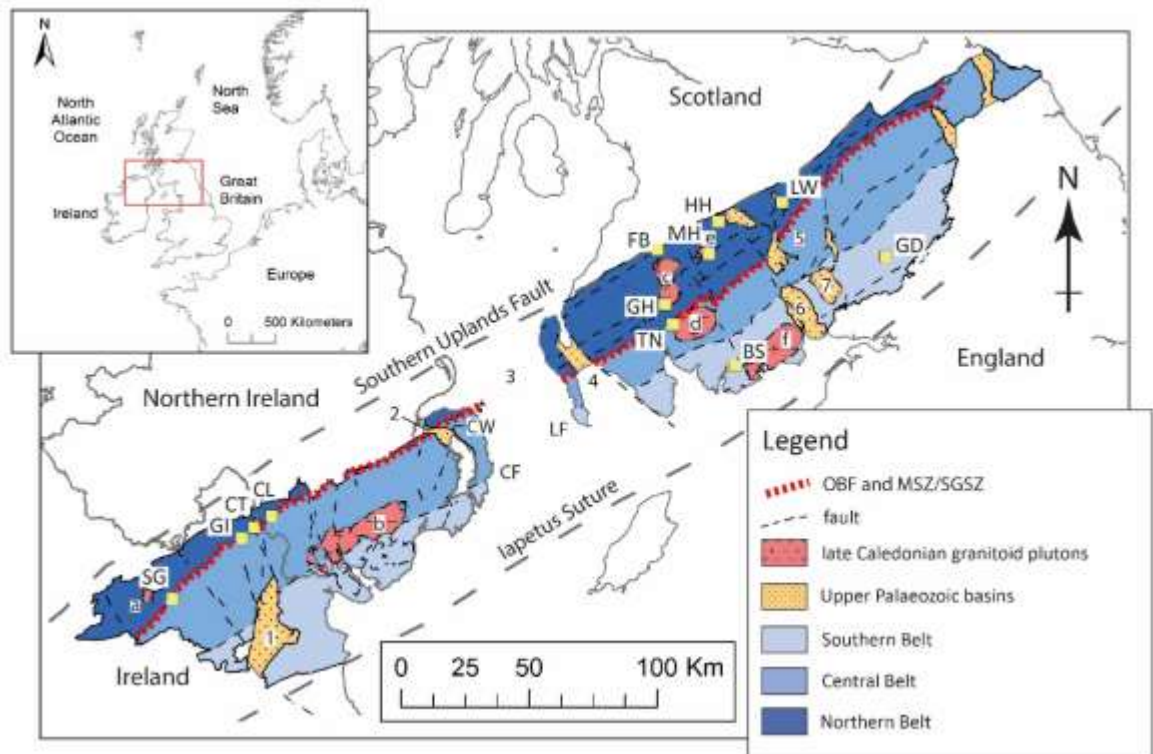 N
North
Atlantic
Ocean
North
Sea
Great
Britain
Ireland
Europe
0 500 Kilometers
Scotland
N
LW
HH
MH
e
FB
5
GD
c
GH
7
6
d
TN
f
BS
England
Southern Uplands Fault
3
4
LF
Northern Ireland
2
CW
CF
CL
CT
GI
b
Iapetus Suture
SG
a
1
Ireland
0 25 50 100 Km
Legend
OBF and MSZ/SGSZ
fault
late Caledonian granitoid plutons
Upper Palaeozoic basins
Southern Belt
Central Belt
Northern Belt